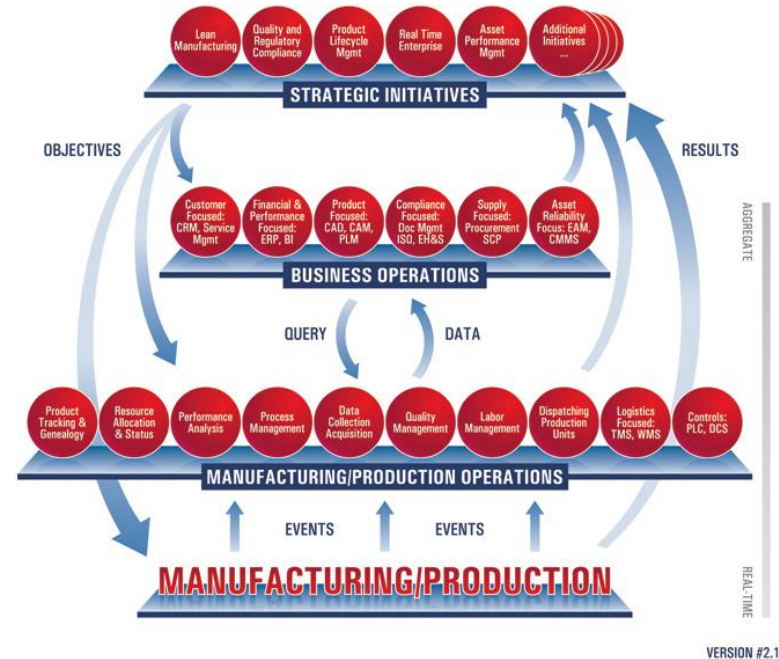 Lean
Manufacturing
Quality and
Regulatory
Compliance
Product
Lifecycle
Mgmt
Real Time
Enterprise
Asset
Performance
Mgmt
Additional
Initiatives
...
STRATEGIC INITIATIVES
OBJECTIVES
RESULTS
Customer
Focused:
CRM, Service
Mgmt
Financial &
Performance
Focused:
ERP, BI
Product
Focused:
CAD, CAM,
PLM
Compliance
Focused:
Doc Mgmt
ISO, EH&S
Supply
Focused:
Procurement
SCP
Asset
Reliability
Focus: EAM,
CMMS
BUSINESS OPERATIONS
AGGREGATE
QUERY
DATA
Product
Tracking &
Genealogy
Resource
Allocation
& Status
Performance
Analysis
Process
Management
Data
Collection
Acquisition
Quality
Management
Labor
Management
Dispatching
Production
Units
Logistics
Focused:
TMS, WMS
Controls:
PLC, DCS
MANUFACTURING/PRODUCTION OPERATIONS
EVENTS
EVENTS
MANUFACTURING/PRODUCTION
REAL-TIME
VERSION #2.1